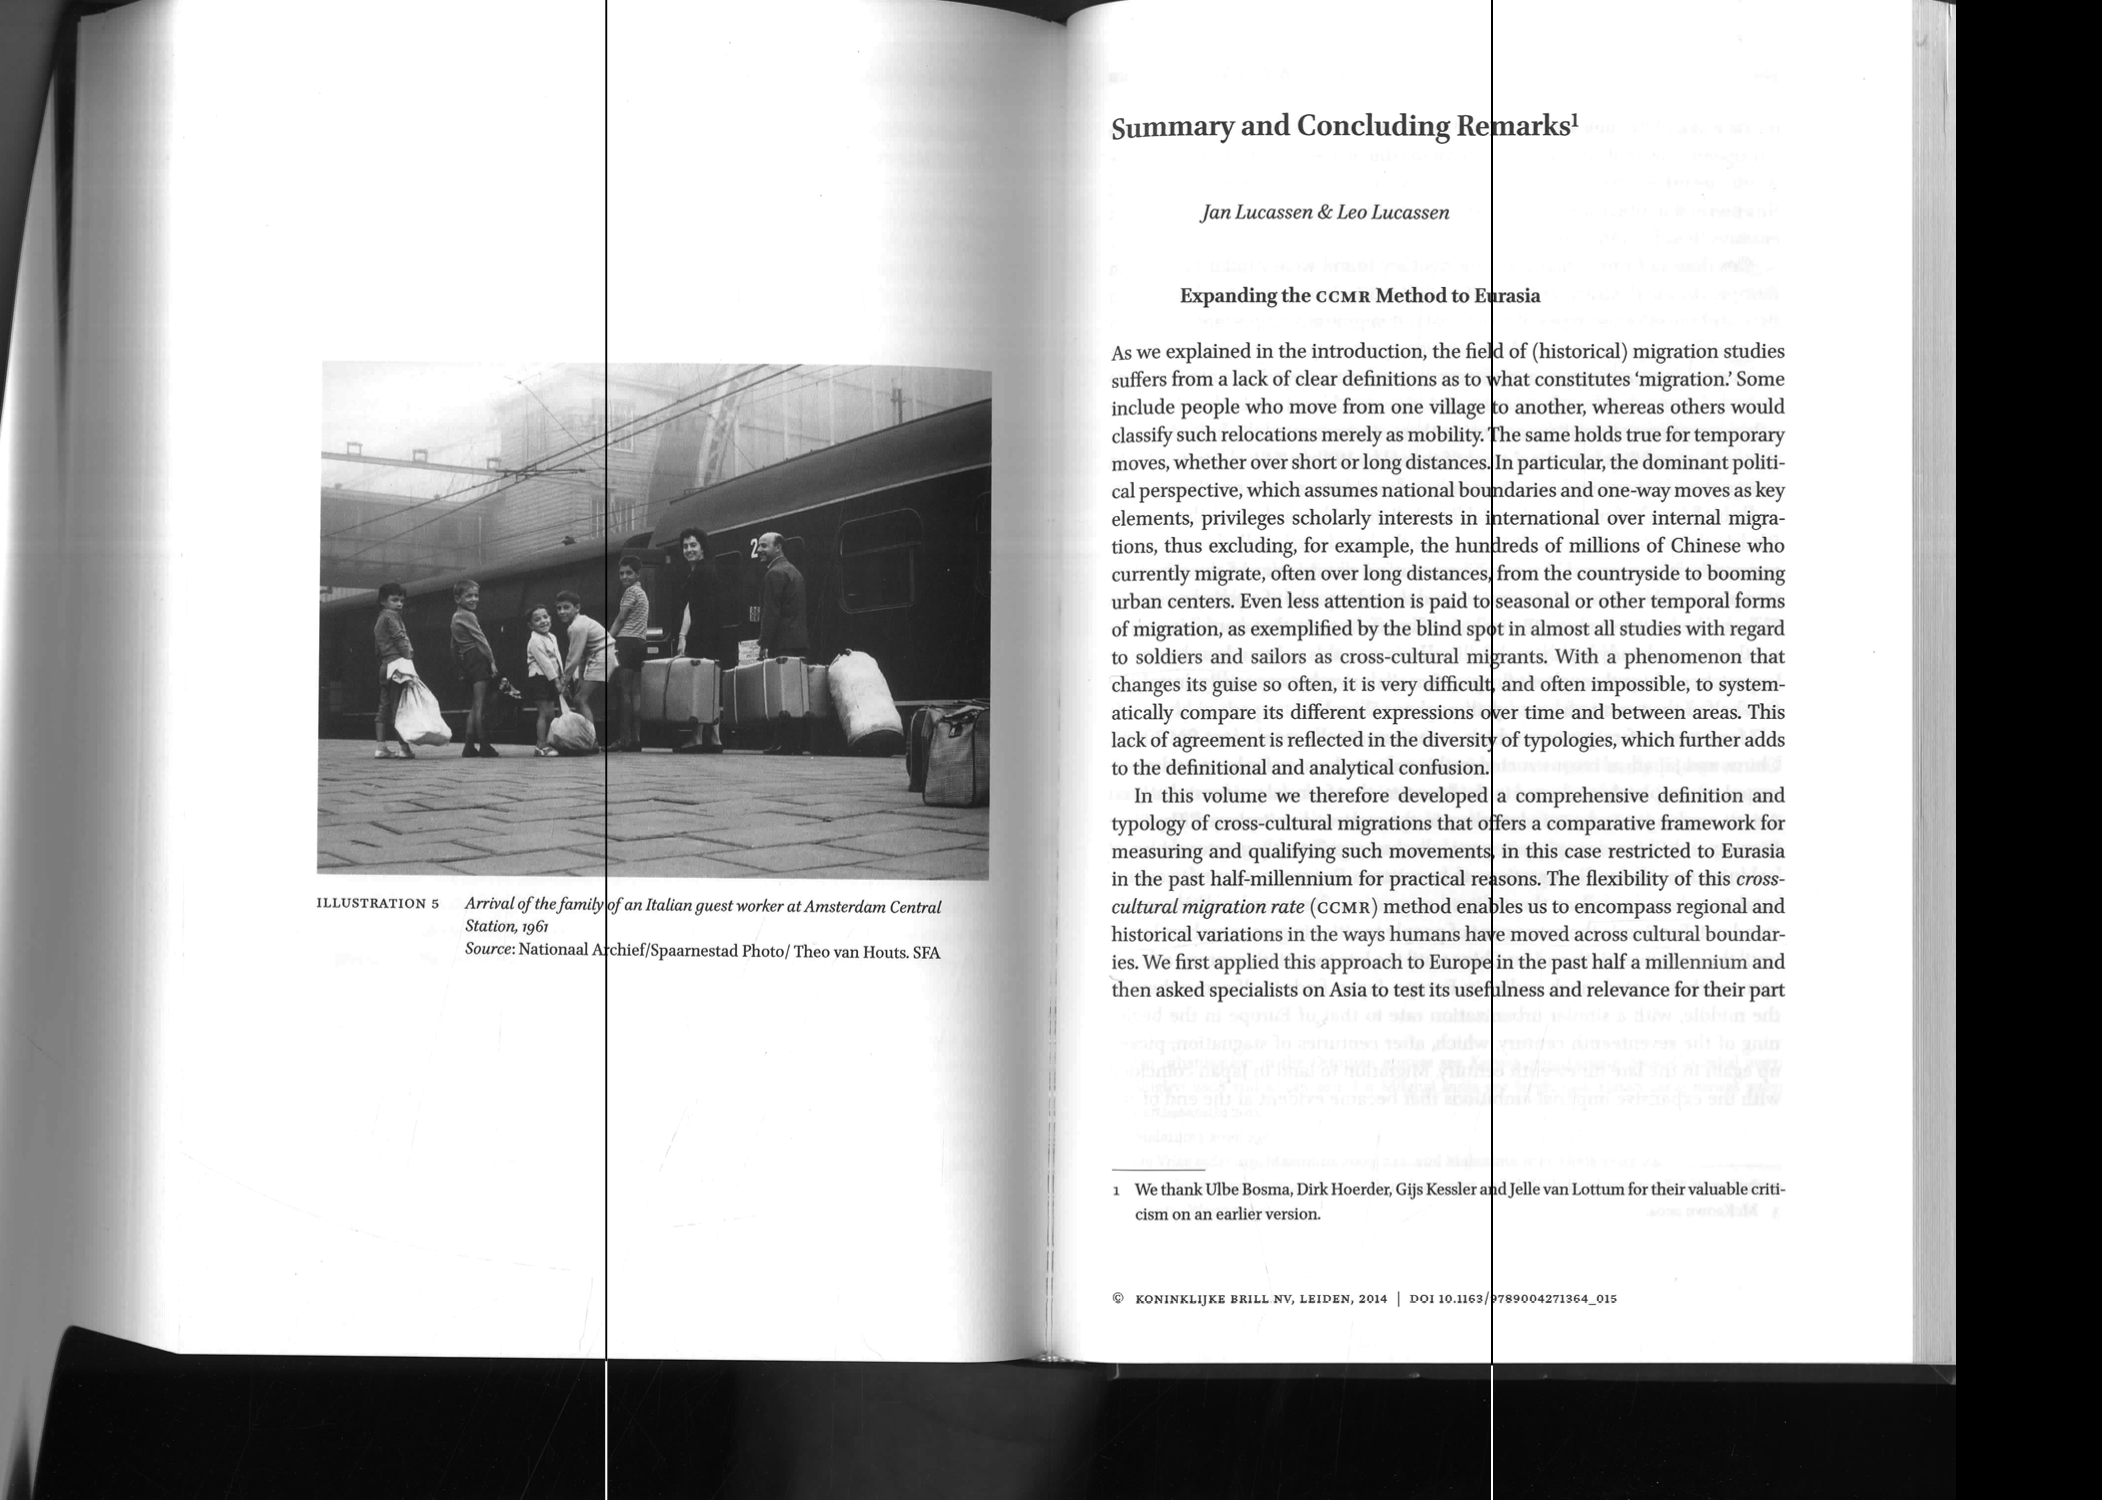 2
ILLUSTRATION 5 Arrival of the family of an Italian guest worker at Amsterdam Central
Station, 1961
Source: Nationaal Archief/Spaarnestad Photo/ Theo van Houts. SFA
Summary and Concluding Remarks¹
Jan Lucassen & Leo Lucassen
Expanding the CCMR Method to Eurasia
As we explained in the introduction, the field of (historical) migration studies
suffers from a lack of clear definitions as to what constitutes ‘migration.’ Some
include people who move from one village to another, whereas others would
classify such relocations merely as mobility. The same holds true for temporary
moves, whether over short or long distances. In particular, the dominant politi-
cal perspective, which assumes national boundaries and one-way moves as key
elements, privileges scholarly interests in international over internal migra-
tions, thus excluding, for example, the hundreds of millions of Chinese who
currently migrate, often over long distances, from the countryside to booming
urban centers. Even less attention is paid to seasonal or other temporal forms
of migration, as exemplified by the blind spot in almost all studies with regard
to soldiers and sailors as cross-cultural migrants. With a phenomenon that
changes its guise so often, it is very difficult, and often impossible, to system-
atically compare its different expressions over time and between areas. This
lack of agreement is reflected in the diversity of typologies, which further adds
to the definitional and analytical confusion.
In this volume we therefore developed a comprehensive definition and
typology of cross-cultural migrations that offers a comparative framework for
measuring and qualifying such movements, in this case restricted to Eurasia
in the past half-millennium for practical reasons. The flexibility of this cross-
cultural migration rate (CCMR) method enables us to encompass regional and
historical variations in the ways humans have moved across cultural boundar-
ies. We first applied this approach to Europe in the past half a millennium and
then asked specialists on Asia to test its usefulness and relevance for their part
1 We thank Ulbe Bosma, Dirk Hoerder, Gijs Kessler and Jelle van Lottum for their valuable criti-
cism on an earlier version.
© KONINKLIJKE BRILL NV, LEIDEN, 2014 | DOI 10.1163/9789004271364_015